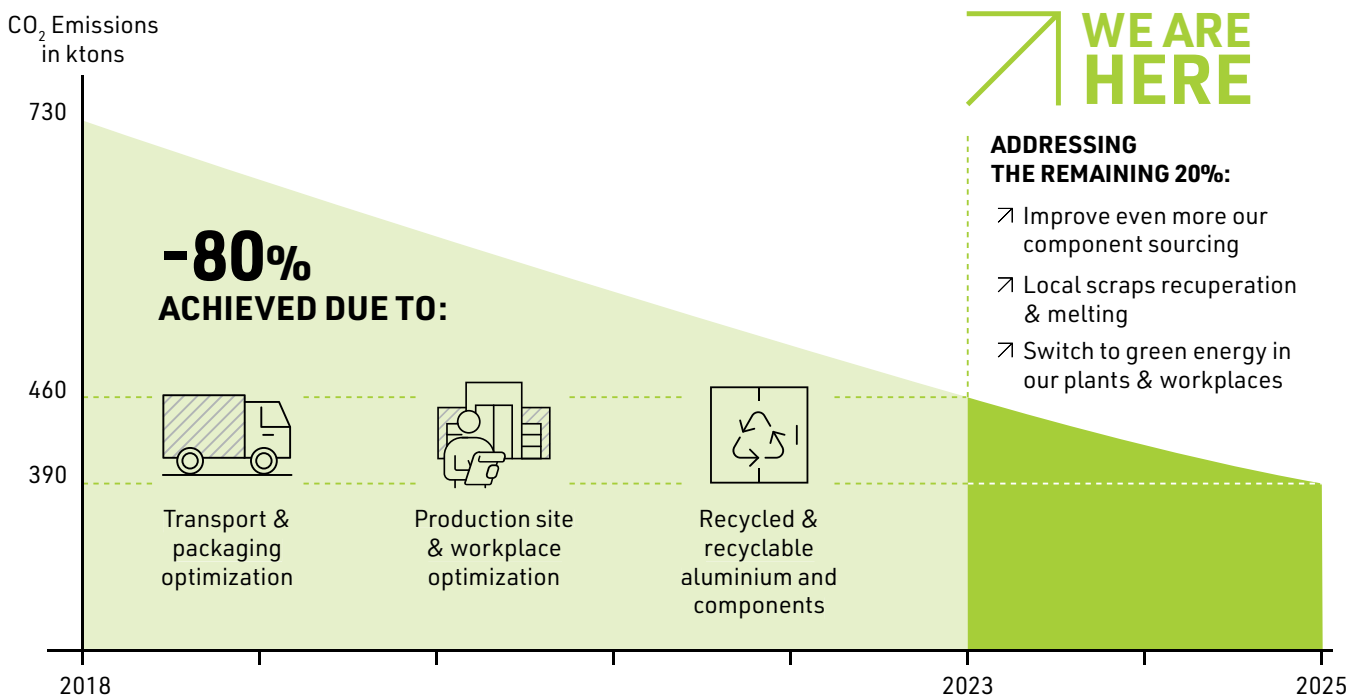 CO₂ Emissions
in ktons
730
460
390
-80%
ACHIEVED DUE TO:
Transport &
packaging
optimization
Production site
& workplace
optimization
Recycled &
recyclable
aluminium and
components
WE ARE
HERE
ADDRESSING
THE REMAINING 20%:
Improve even more our
component sourcing
Local scraps recuperation
& melting
Switch to green energy in
our plants & workplaces
2018
2023
2025